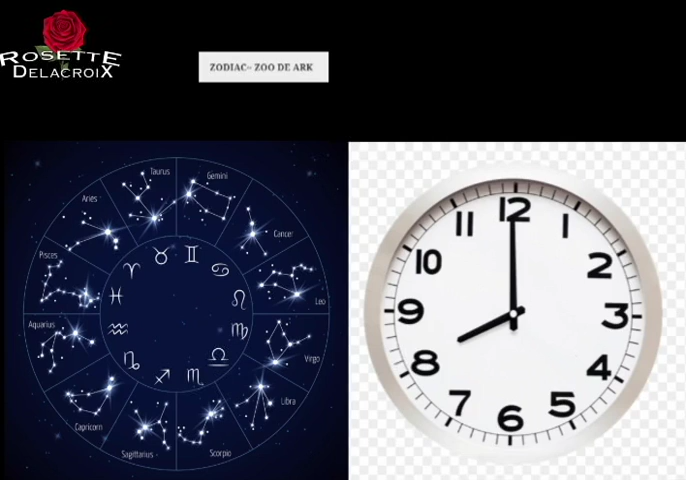 ROSETTE
DELACROIX
ZODIAC= ZOO DE ARK
Taurus
Gemini
Aries
Cancer
Pisces
Leo
Aquarius
Virgo
Libra
Capricorn
Sagittarius
Scorpio
12
11
1
10
2
9
3
8
4
7
5
6